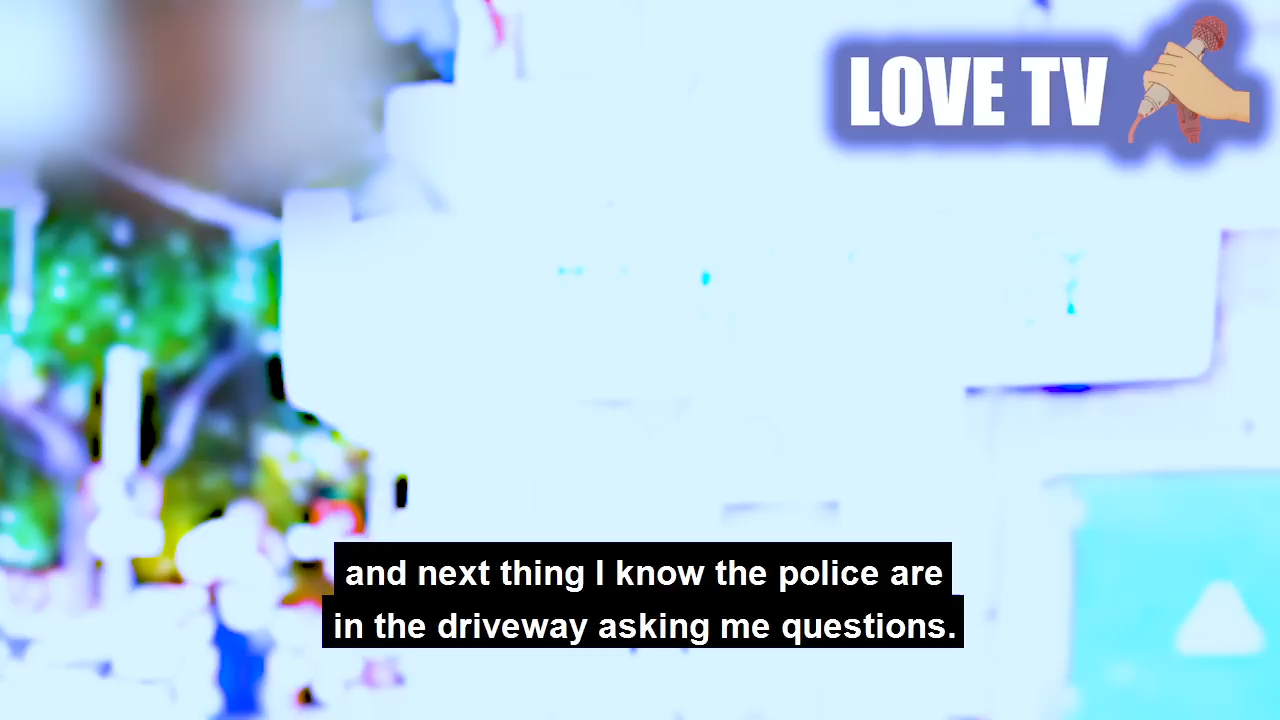 LOVE TV
and next thing I know the police are
in the driveway asking me questions.